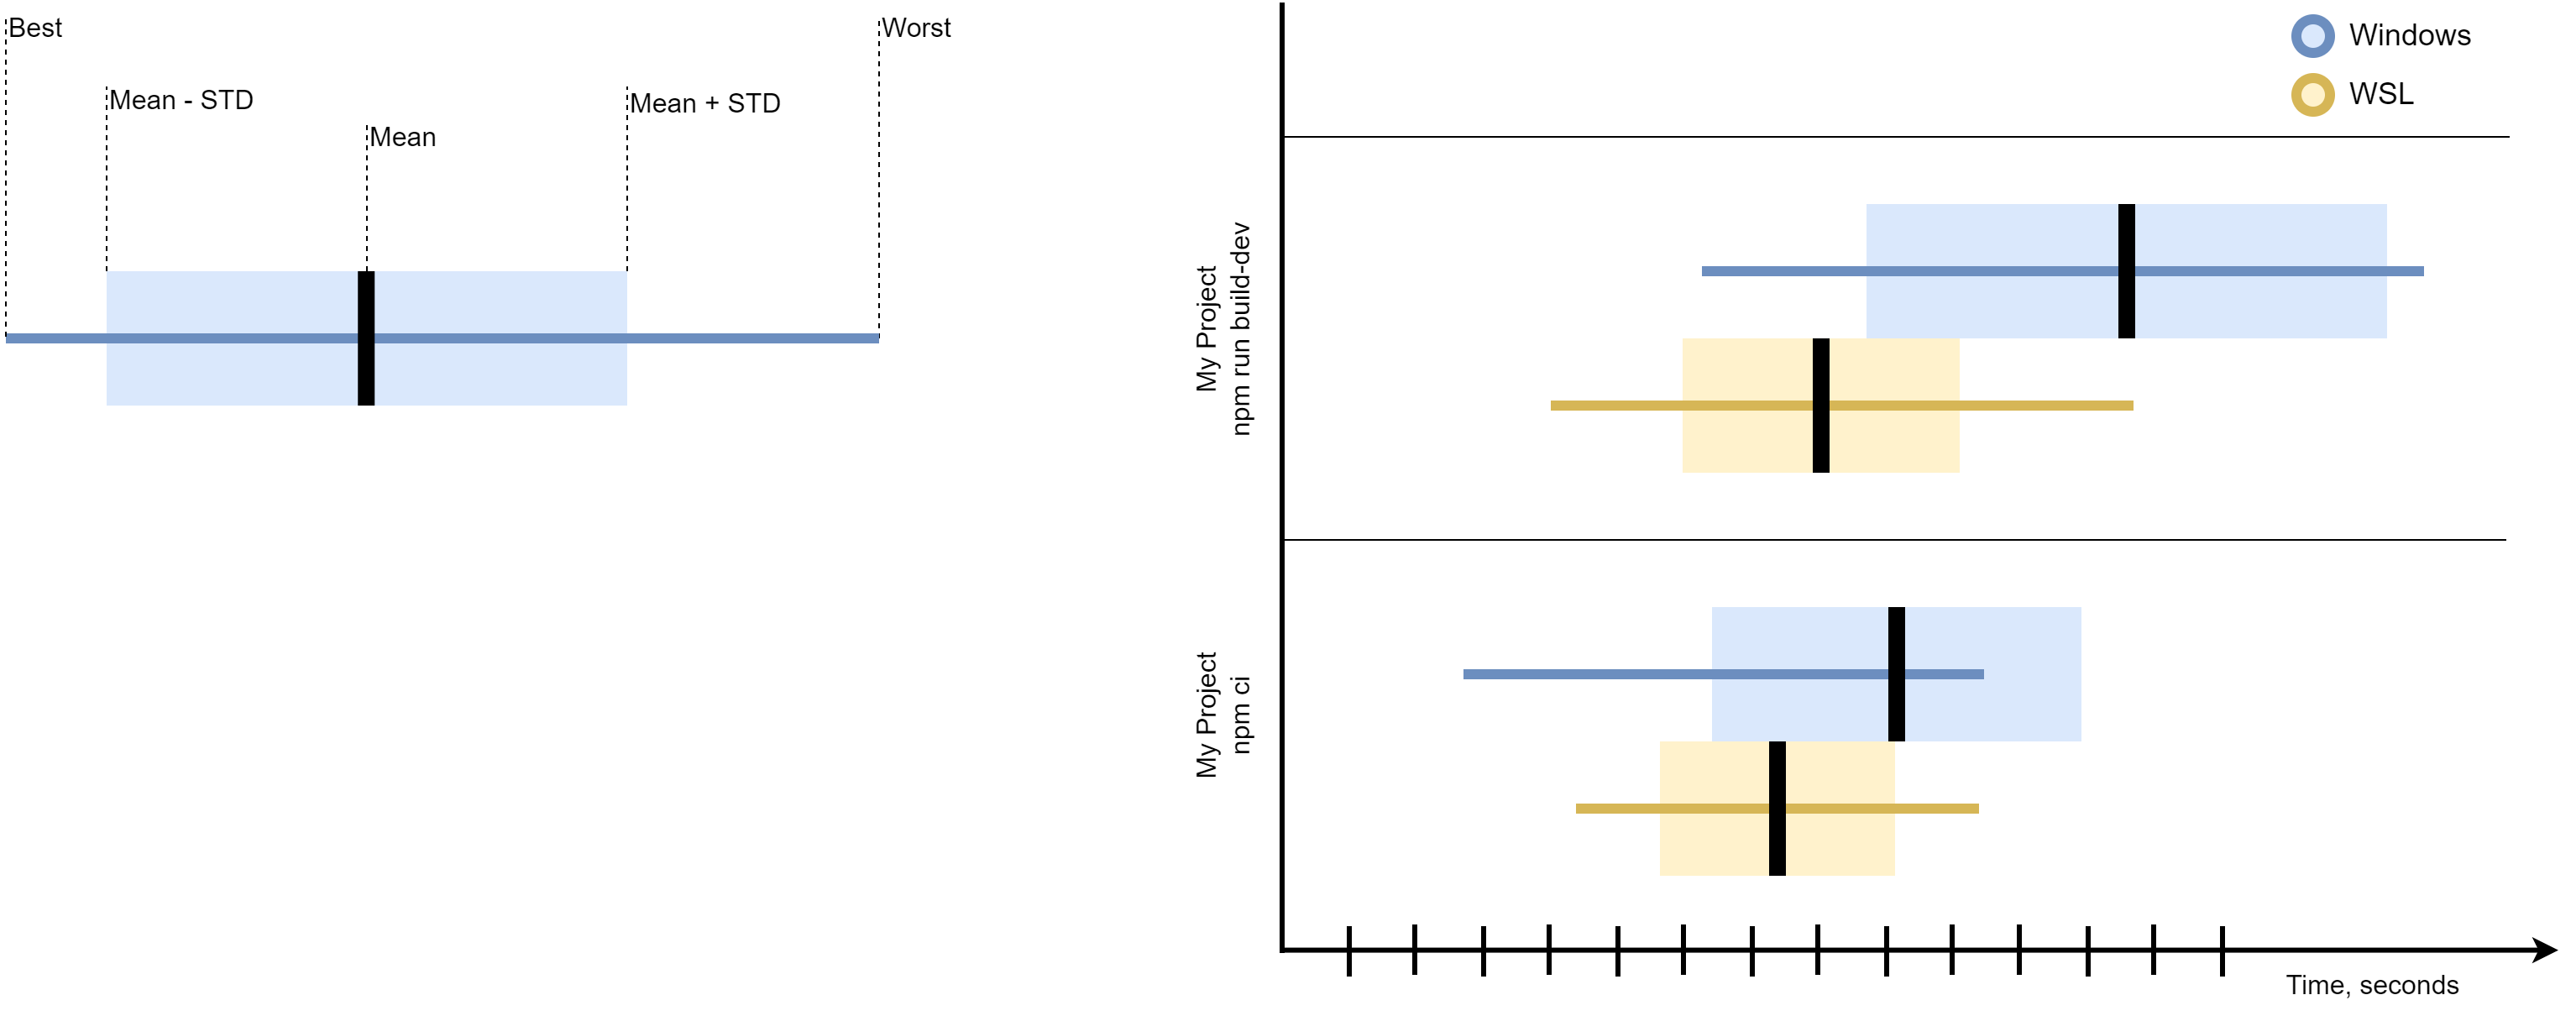 Best
Worst
Mean - STD
Mean + STD
Mean
Windows
WSL
My Project
npm run build-dev
My Project
npm ci
Time, seconds